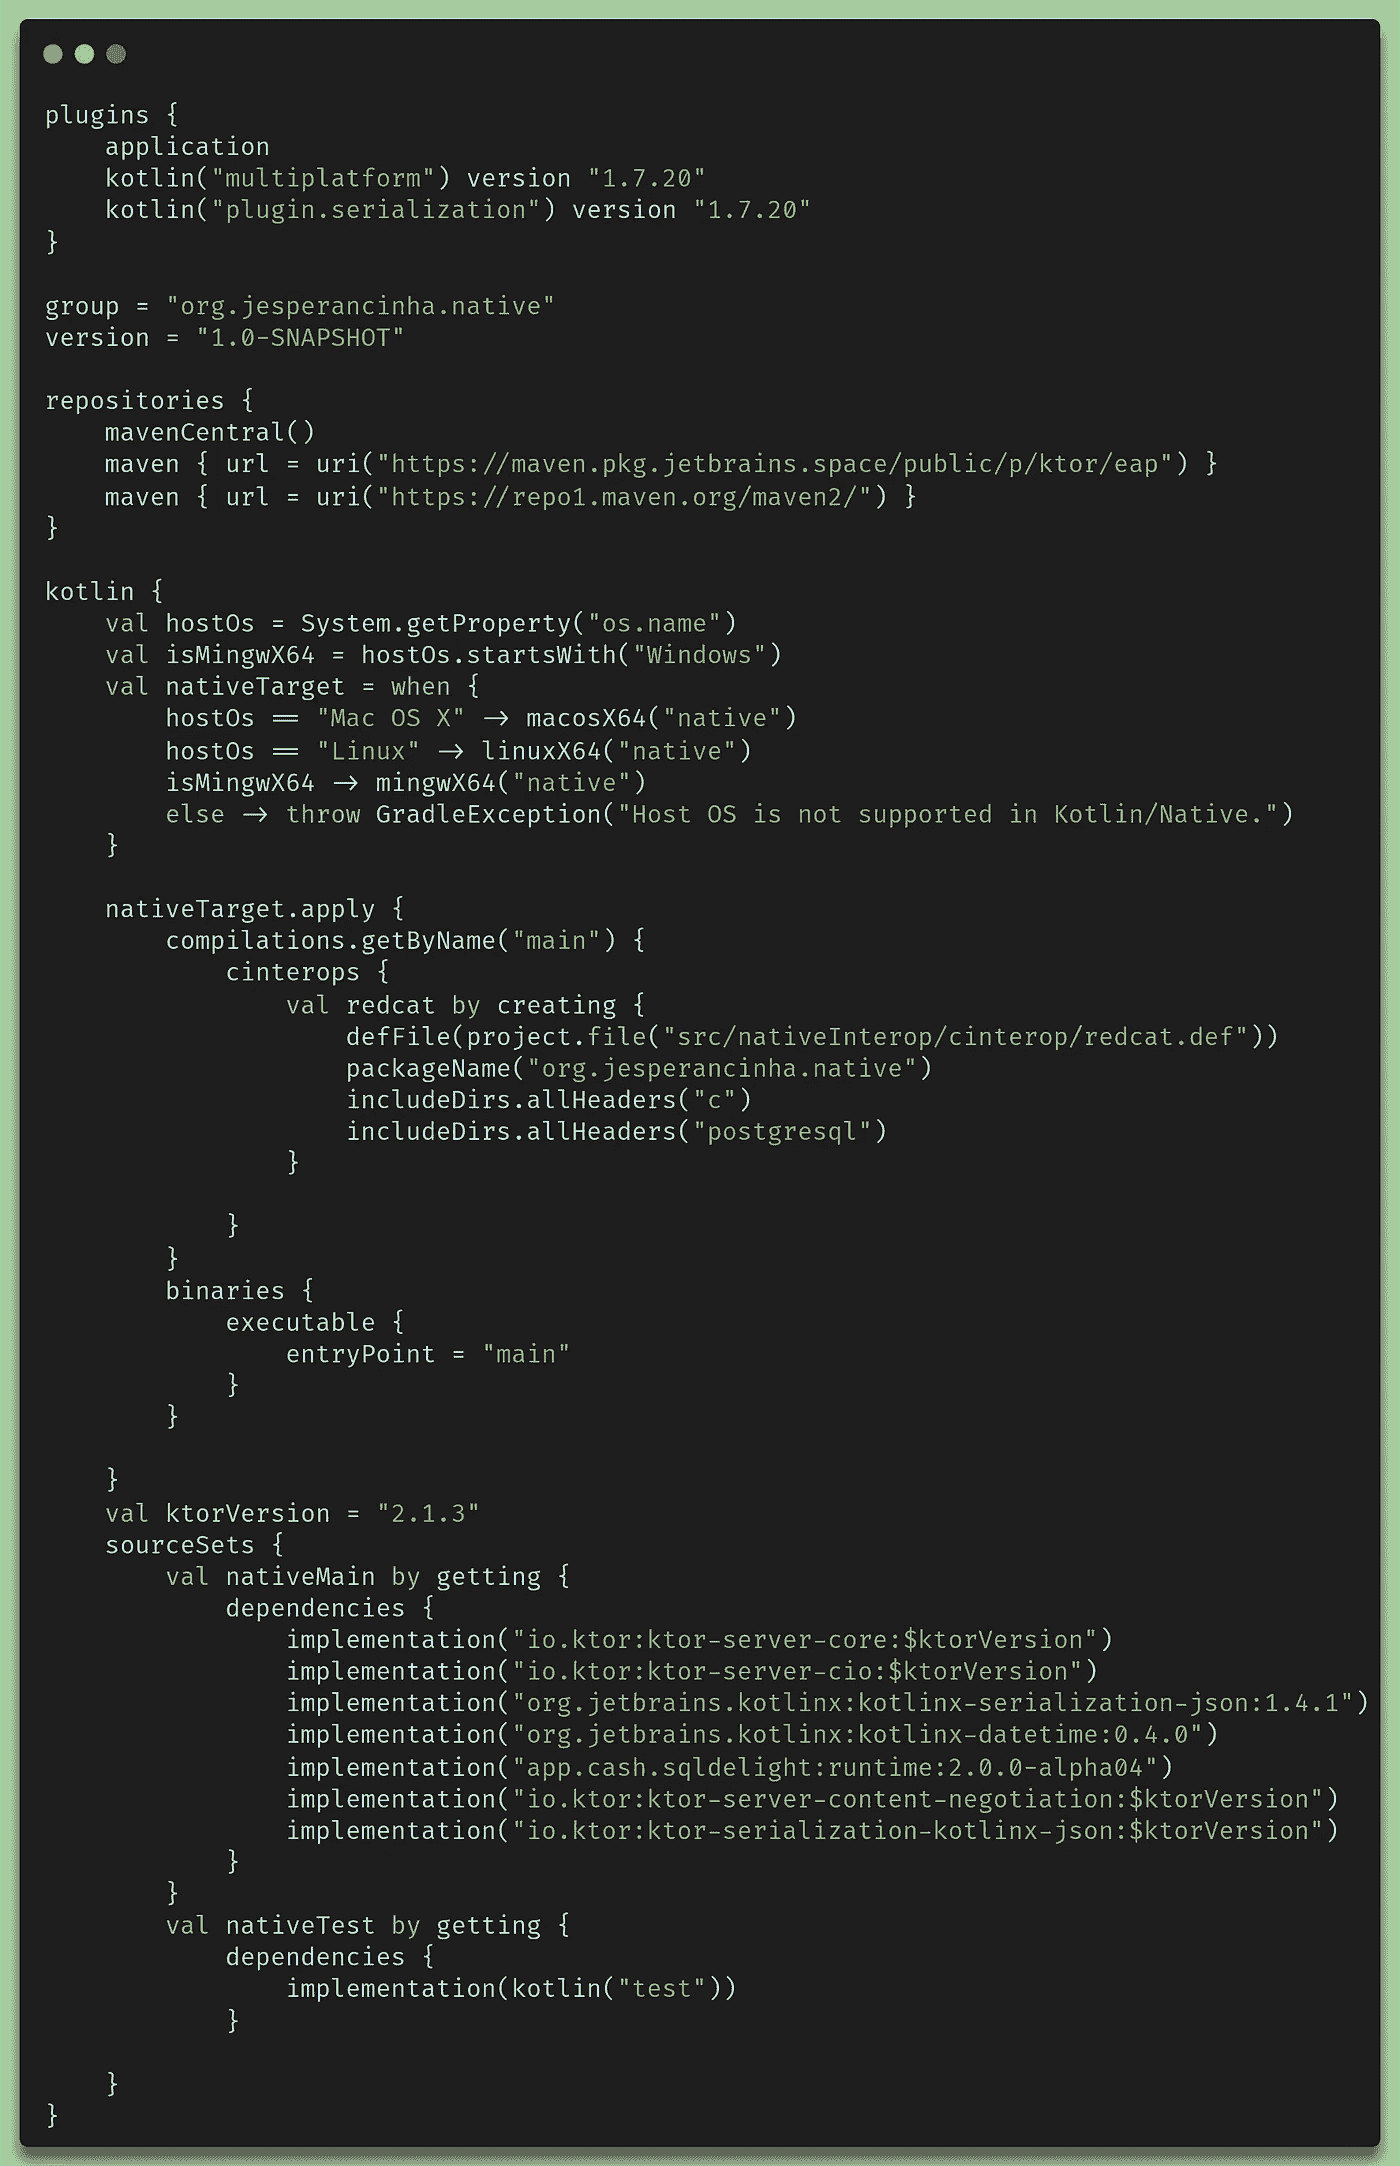 plugins {
    application
    kotlin("multiplatform") version "1.7.20"
    kotlin("plugin.serialization") version "1.7.20"
}

group = "org.jesperancinha.native"
version = "1.0-SNAPSHOT"

repositories {
    mavenCentral()
    maven { url = uri("https://maven.pkg.jetbrains.space/public/p/ktor/eap") }
    maven { url = uri("https://repo1.maven.org/maven2/") }
}

kotlin {
    val hostOs = System.getProperty("os.name")
    val isMingwX64 = hostOs.startsWith("Windows")
    val nativeTarget = when {
        hostOs == "Mac OS X" -> macosX64("native")
        hostOs == "Linux" -> linuxX64("native")
        isMingwX64 -> mingwX64("native")
        else -> throw GradleException("Host OS is not supported in Kotlin/Native.")
    }

    nativeTarget.apply {
        compilations.getByName("main") {
            cinterops {
                val redcat by creating {
                    defFile(project.file("src/nativeInterop/cinterop/redcat.def"))
                    packageName("org.jesperancinha.native")
                    includeDirs.allHeaders("c")
                    includeDirs.allHeaders("postgresql")
                }

            }
        }
        binaries {
            executable {
                entryPoint = "main"
            }
        }

    }
    val ktorVersion = "2.1.3"
    sourceSets {
        val nativeMain by getting {
            dependencies {
                implementation("io.ktor:ktor-server-core:$ktorVersion")
                implementation("io.ktor:ktor-server-cio:$ktorVersion")
                implementation("org.jetbrains.kotlinx:kotlinx-serialization-json:1.4.1")
                implementation("org.jetbrains.kotlinx:kotlinx-datetime:0.4.0")
                implementation("app.cash.sqldelight:runtime:2.0.0-alpha04")
                implementation("io.ktor:ktor-server-content-negotiation:$ktorVersion")
                implementation("io.ktor:ktor-serialization-kotlinx-json:$ktorVersion")
            }
        }
        val nativeTest by getting {
            dependencies {
                implementation(kotlin("test"))
            }

    }
}